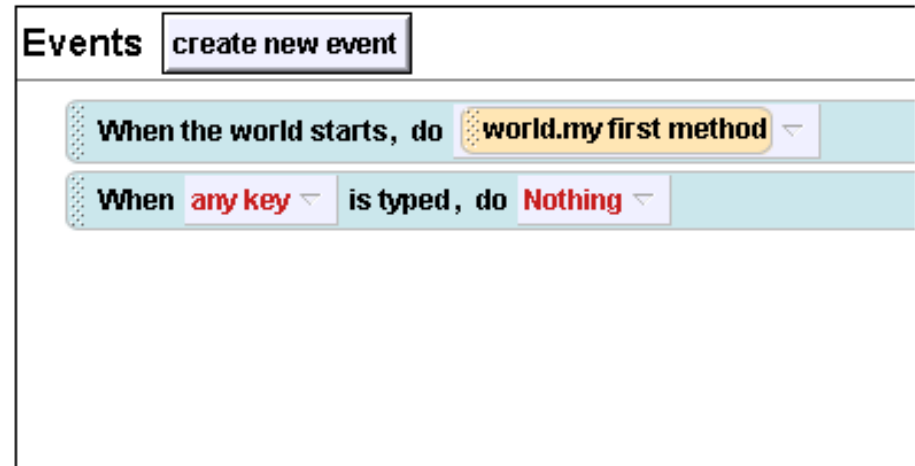 Events create new event
When the world starts, do world.my first method
When any key is typed, do Nothing